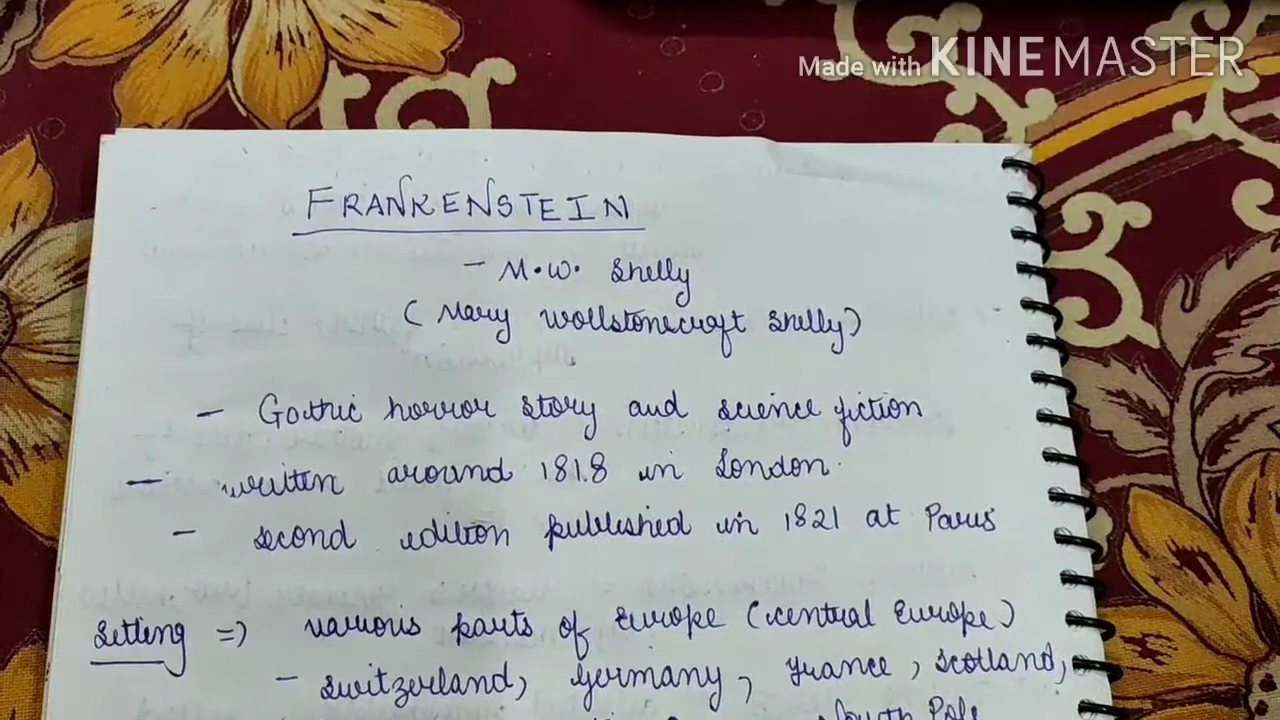 Made with KINEMASTER
FRANKENSTEIN
- M.W. Shelly
( Mary Wollstonecraft Shelly)
- Gothic horror story and science fiction
- written around 1818 in London.
- second edition published in 1821 at Paris
Setting => various parts of Europe (central Europe)
- Switzerland, Germany, France, Scotland,
Pole